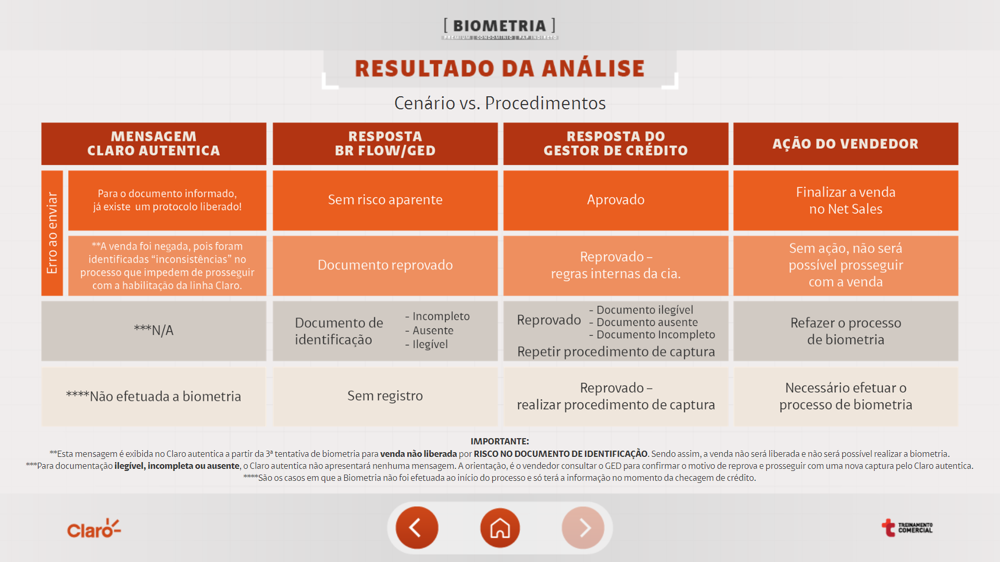 [ BIOMETRIA ]
PREMIUM | CONDOMÍNIO | PAP INDIRETO
RESULTADO DA ANÁLISE
Cenário vs. Procedimentos
MENSAGEM
CLARO AUTENTICA
RESPOSTA
BR FLOW/GED
RESPOSTA DO
GESTOR DE CRÉDITO
AÇÃO DO VENDEDOR
Erro ao enviar
Para o documento informado,
já existe um protocolo liberado!
Sem risco aparente
Aprovado
Finalizar a venda
no Net Sales
**A venda foi negada, pois foram
identificadas “inconsistências” no
processo que impedem de prosseguir
com a habilitação da linha Claro.
Documento reprovado
Reprovado –
regras internas da cia.
Sem ação, não será
possível prosseguir
com a venda
***N/A
Documento de
identificação
- Incompleto
- Ausente
- Ilegível
Reprovado
- Documento ilegível
- Documento ausente
- Documento Incompleto
Repetir procedimento de captura
Refazer o processo
de biometria
****Não efetuada a biometria
Sem registro
Reprovado –
realizar procedimento de captura
Necessário efetuar o
processo de biometria
IMPORTANTE:
**Esta mensagem é exibida no Claro autentica a partir da 3ª tentativa de biometria para venda não liberada por RISCO NO DOCUMENTO DE IDENTIFICAÇÃO. Sendo assim, a venda não será liberada e não será possível realizar a biometria.
***Para documentação ilegível, incompleta ou ausente, o Claro autentica não apresentará nenhuma mensagem. A orientação, é o vendedor consultar o GED para confirmar o motivo de reprova e prosseguir com uma nova captura pelo Claro autentica.
****São os casos em que a Biometria não foi efetuada ao início do processo e só terá a informação no momento da checagem de crédito.
Claro
TREINAMENTO
COMERCIAL